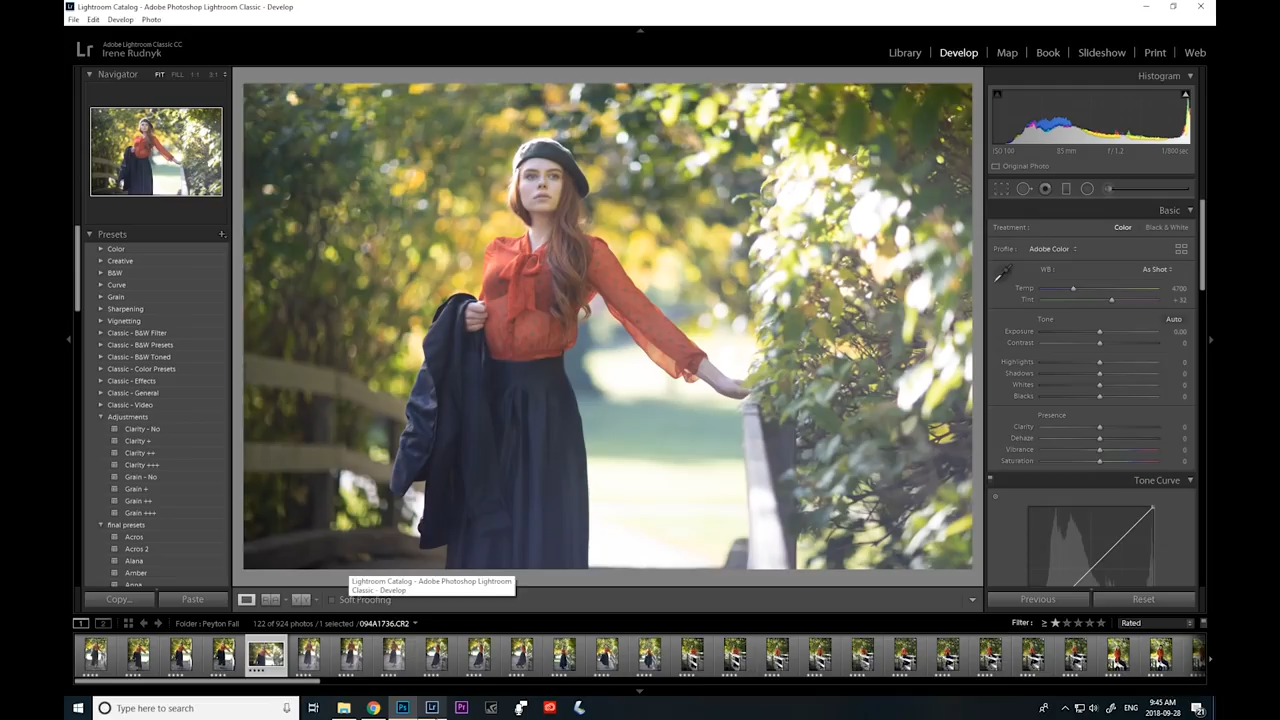 Lightroom Catalog - Adobe Photoshop Lightroom Classic - Develop
File Edit Develop Photo
Lr
Adobe Lightroom Classic CC
Irene Rudnyk
Library Develop Map Book Slideshow Print Web
Navigator FIT FILL 1:1 3:1
Presets
Color
Creative
B&W
Curve
Grain
Sharpening
Vignetting
Classic - B&W Filter
Classic - B&W Presets
Classic - B&W Toned
Classic - Color Presets
Classic - Effects
Classic - General
Classic - Video
Adjustments
Clarity - No
Clarity +
Clarity ++
Clarity +++
Grain - No
Grain +
Grain ++
Grain +++
final presets
Acros
Acros 2
Alana
Amber
Anna
Copy... Paste
Lightroom Catalog - Adobe Photoshop Lightroom
Classic - Develop
Soft Proofing
Histogram
ISO 100 85 mm f / 1.2 1/800 sec
Original Photo
Basic
Treatment: Color Black & White
Profile: Adobe Color
WB: As Shot
Temp 4700
Tint + 32
Tone Auto
Exposure 0.00
Contrast 0
Highlights 0
Shadows 0
Whites 0
Blacks 0
Presence
Clarity 0
Dehaze 0
Vibrance 0
Saturation 0
Tone Curve
Previous Reset
1 2 Folder: Peyton Fall 122 of 924 photos / 1 selected / 094A1736.CR2
Filter: Rated
Type here to search
Ps Lr Pr
ENG
9:45 AM
2018-09-28
21